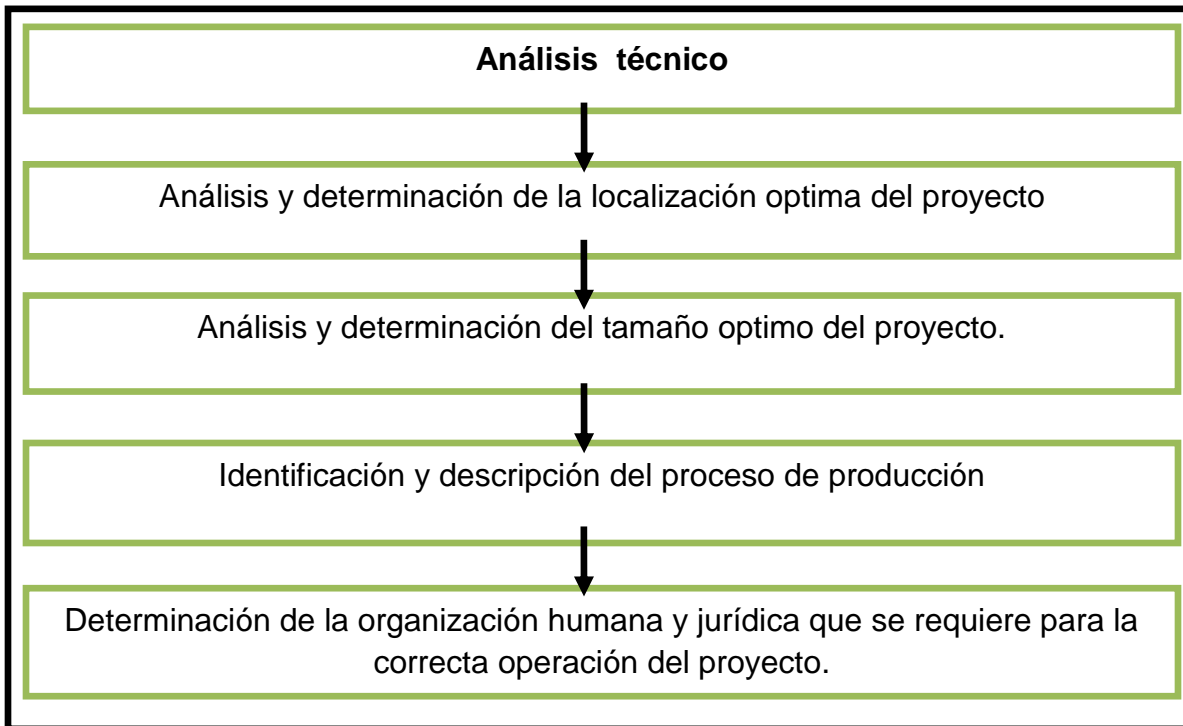 Análisis  técnico
Análisis y determinación de la localización optima del proyecto
Análisis y determinación del tamaño optimo del proyecto.
Identificación y descripción del proceso de producción
Determinación de la organización humana y jurídica que se requiere para la
correcta operación del proyecto.